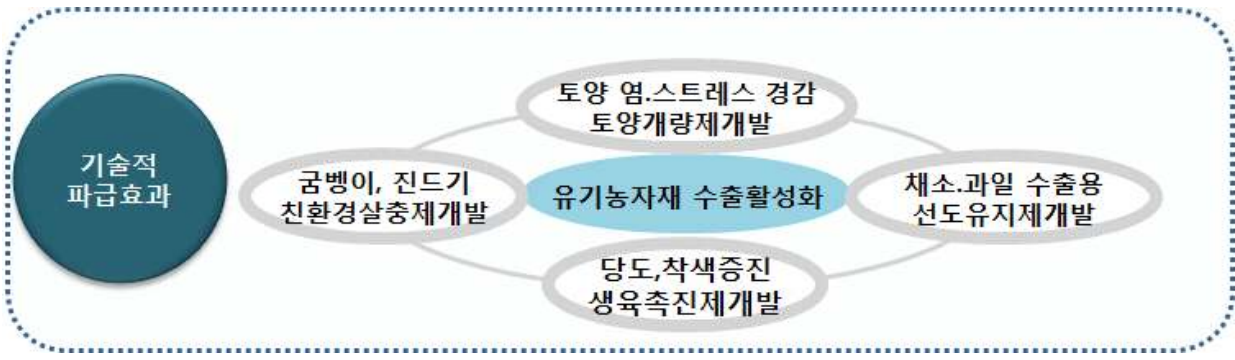 기술적
파급효과
토양 염.스트레스 경감
토양개량제개발
굼벵이, 진드기
친환경살충제개발
유기농자재 수출활성화
채소.과일 수출용
선도유지제개발
당도,착색증진
생육촉진제개발